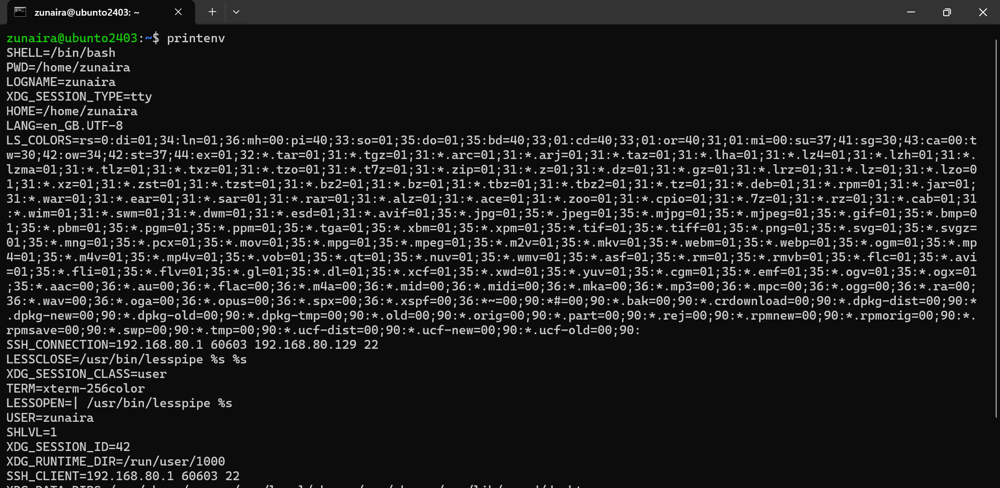 zunaira@ubunto2403: ~
zunaira@ubunto2403:~$ printenv
SHELL=/bin/bash
PWD=/home/zunaira
LOGNAME=zunaira
XDG_SESSION_TYPE=tty
HOME=/home/zunaira
LANG=en_GB.UTF-8
LS_COLORS=rs=0:di=01;34:ln=01;36:mh=00:pi=40;33:so=01;35:do=01;35:bd=40;33;01:cd=40;33;01:or=40;31;01:mi=00:su=37;41:sg=30;43:ca=00:t
w=30;42:ow=34;42:st=37;44:ex=01;32:*.tar=01;31:*.tgz=01;31:*.arc=01;31:*.arj=01;31:*.taz=01;31:*.lha=01;31:*.lz4=01;31:*.lzh=01;31:*.
lzma=01;31:*.tlz=01;31:*.txz=01;31:*.tzo=01;31:*.t7z=01;31:*.zip=01;31:*.z=01;31:*.dz=01;31:*.gz=01;31:*.lrz=01;31:*.lz=01;31:*.lzo=0
1;31:*.xz=01;31:*.zst=01;31:*.tzst=01;31:*.bz2=01;31:*.bz=01;31:*.tbz=01;31:*.tbz2=01;31:*.tz=01;31:*.deb=01;31:*.rpm=01;31:*.jar=01;
31:*.war=01;31:*.ear=01;31:*.sar=01;31:*.rar=01;31:*.alz=01;31:*.ace=01;31:*.zoo=01;31:*.cpio=01;31:*.7z=01;31:*.rz=01;31:*.cab=01;31
:*.wim=01;31:*.swm=01;31:*.dwm=01;31:*.esd=01;31:*.avif=01;35:*.jpg=01;35:*.jpeg=01;35:*.mjpg=01;35:*.mjpeg=01;35:*.gif=01;35:*.bmp=0
1;35:*.pbm=01;35:*.pgm=01;35:*.ppm=01;35:*.tga=01;35:*.xbm=01;35:*.xpm=01;35:*.tif=01;35:*.tiff=01;35:*.png=01;35:*.svg=01;35:*.svgz=
01;35:*.mng=01;35:*.pcx=01;35:*.mov=01;35:*.mpg=01;35:*.mpeg=01;35:*.m2v=01;35:*.mkv=01;35:*.webm=01;35:*.webp=01;35:*.ogm=01;35:*.mp
4=01;35:*.m4v=01;35:*.mp4v=01;35:*.vob=01;35:*.qt=01;35:*.nuv=01;35:*.wmv=01;35:*.asf=01;35:*.rm=01;35:*.rmvb=01;35:*.flc=01;35:*.avi
=01;35:*.fli=01;35:*.flv=01;35:*.gl=01;35:*.dl=01;35:*.xcf=01;35:*.xwd=01;35:*.yuv=01;35:*.cgm=01;35:*.emf=01;35:*.ogv=01;35:*.ogx=01
;35:*.aac=00;36:*.au=00;36:*.flac=00;36:*.m4a=00;36:*.mid=00;36:*.midi=00;36:*.mka=00;36:*.mp3=00;36:*.mpc=00;36:*.ogg=00;36:*.ra=00;
36:*.wav=00;36:*.oga=00;36:*.opus=00;36:*.spx=00;36:*.xspf=00;36:*~=00;90:*#=00;90:*.bak=00;90:*.crdownload=00;90:*.dpkg-dist=00;90:*
.dpkg-new=00;90:*.dpkg-old=00;90:*.dpkg-tmp=00;90:*.old=00;90:*.orig=00;90:*.part=00;90:*.rej=00;90:*.rpmnew=00;90:*.rpmorig=00;90:*.
rpmsave=00;90:*.swp=00;90:*.tmp=00;90:*.ucf-dist=00;90:*.ucf-new=00;90:*.ucf-old=00;90:
SSH_CONNECTION=192.168.80.1 60603 192.168.80.129 22
LESSCLOSE=/usr/bin/lesspipe %s %s
XDG_SESSION_CLASS=user
TERM=xterm-256color
LESSOPEN=| /usr/bin/lesspipe %s
USER=zunaira
SHLVL=1
XDG_SESSION_ID=42
XDG_RUNTIME_DIR=/run/user/1000
SSH_CLIENT=192.168.80.1 60603 22